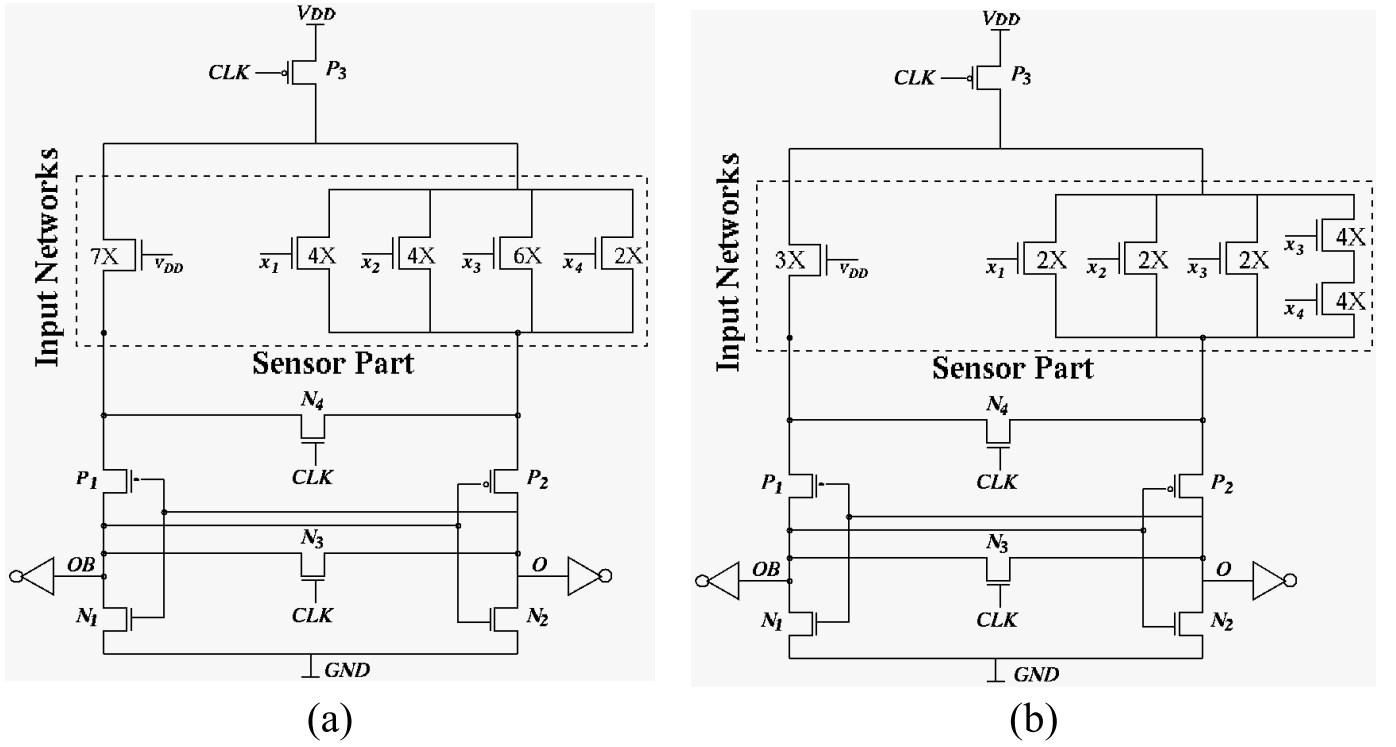 VDD
CLK
P3
Input Networks
7X
VDD
x1
4X
x2
4X
x3
6X
x4
2X
Sensor Part
N4
CLK
P1
P2
N3
OB
O
CLK
N1
N2
GND
(a)
VDD
CLK
P3
Input Networks
3X
VDD
x1
2X
x2
2X
x3
2X
x3
4X
x4
4X
Sensor Part
N4
CLK
P1
P2
N3
OB
O
CLK
N1
N2
GND
(b)